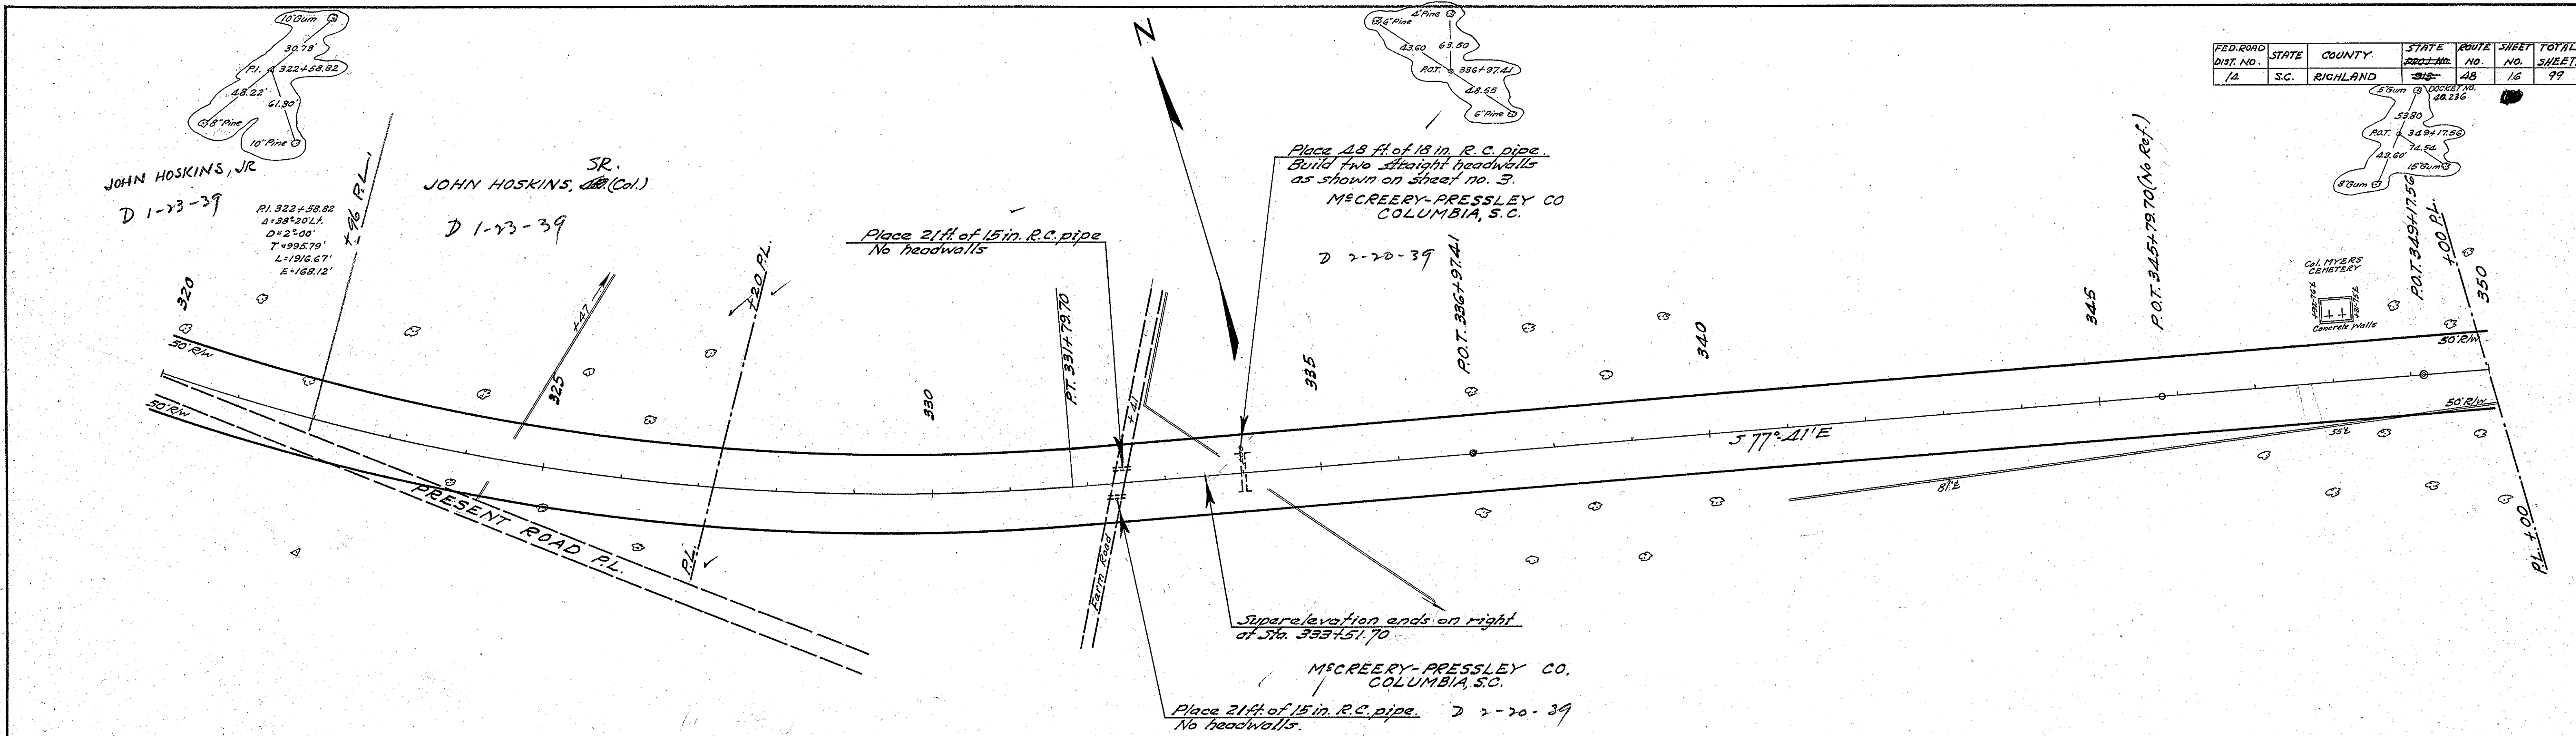 10"Gum
30.79'
P.I. 322+58.82
48.22'
61.90'
8"Pine
10"Pine
6"Pine
4"Pine
43.60
63.50
P.O.T. 336+97.41
48.55
6"Pine
N
FED. ROAD DIST. NO. STATE COUNTY STATE PROJ. NO. ROUTE NO. SHEET NO. TOTAL SHEETS
14 S.C. RICHLAND 48 16 99
DOCKET NO.
40.236
5"Gum
53.80
P.O.T. 349+17.56
43.60'
74.54
15"Gum
8"Gum
JOHN HOSKINS, JR
D 1-23-39
P.I. 322+58.82
Δ=38°20'Lt.
D=2°00'
T=995.79'
L=1916.67'
E=168.12'
+96 P.L.
SR.
JOHN HOSKINS, (Col.)
D 1-23-39
Place 21 ft. of 15 in. R.C. pipe
No headwalls
Place 48 ft. of 18 in. R.C. pipe.
Build two straight headwalls
as shown on sheet no. 3.
McCREERY-PRESSLEY CO
COLUMBIA, S.C.
D 2-20-39
P.O.T. 336+97.41
P.O.T. 345+79.70 (No Ref.)
P.O.T. 349+17.56
+00 P.L.
Col. MYERS
CEMETERY
Concrete Walls
320
325
330
335
340
345
350
+47
+20 P.L.
P.T. 331+79.70
+41
50' R/W
50' R/W
50' R/W
50' R/W
S 77°-41' E
55'±
81'±
PRESENT ROAD P.L.
P.L.
Farm Road
P.L. +00
Superelevation ends on right
at Sta. 333+51.70
McCREERY-PRESSLEY CO,
COLUMBIA, S.C.
Place 21 ft. of 15 in. R.C. pipe.
No headwalls.
D 2-20-39